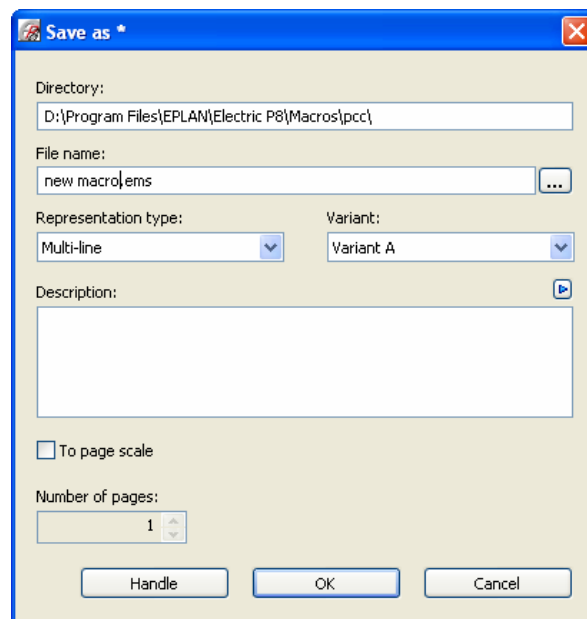 Save as *
Directory:
D:\Program Files\EPLAN\Electric P8\Macros\pcc\
File name:
new macro.ems
...
Representation type: Variant:
Multi-line Variant A
Description:
To page scale
Number of pages:
1
Handle OK Cancel